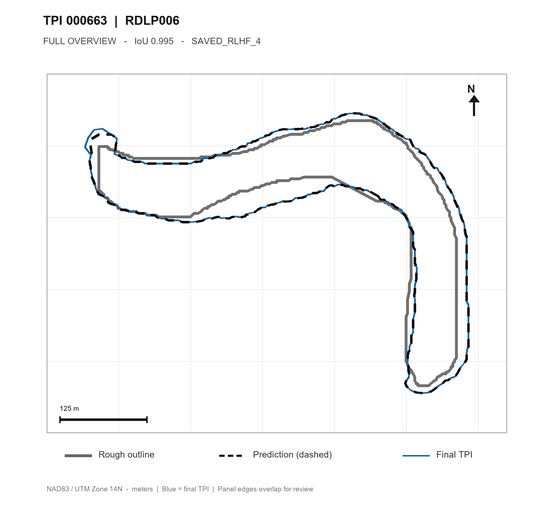 TPI 000663 | RDLP006
FULL OVERVIEW - IoU 0.995 - SAVED_RLHF_4
N
125 m
Rough outline
Prediction (dashed)
Final TPI
NAD83 / UTM Zone 14N - meters | Blue = final TPI | Panel edges overlap for review